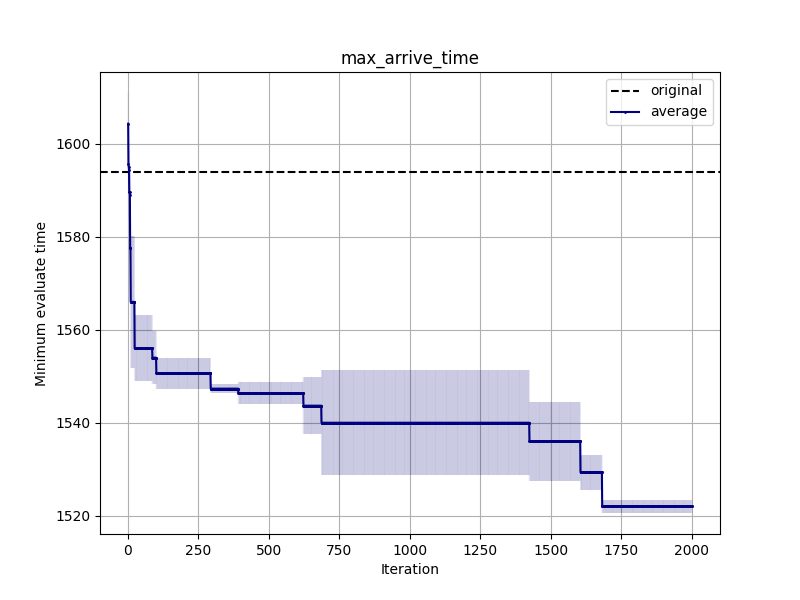 max_arrive_time
original
average
Minimum evaluate time
1600
1580
1560
1540
1520
0 250 500 750 1000 1250 1500 1750 2000
Iteration